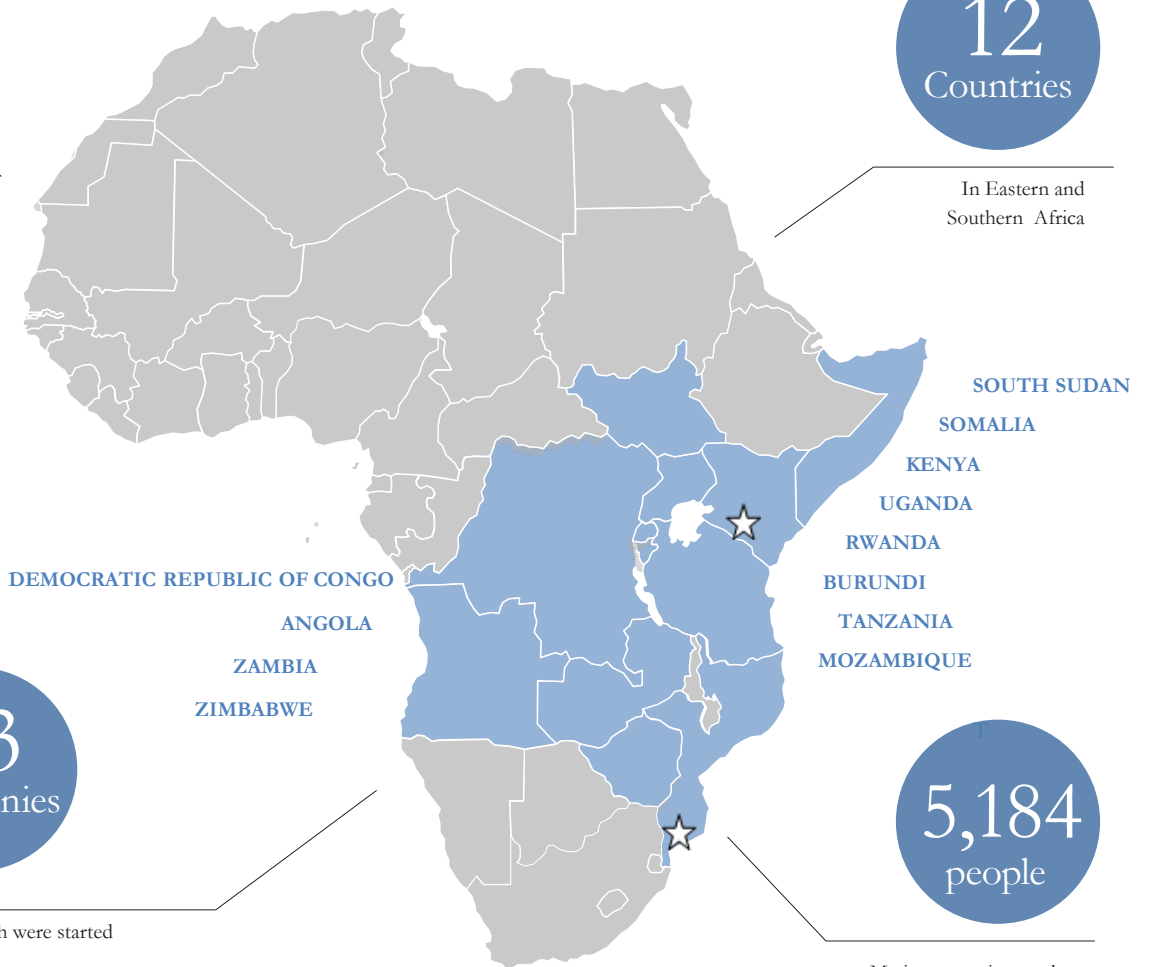 12
Countries
In Eastern and
Southern Africa
SOUTH SUDAN
SOMALIA
KENYA
UGANDA
RWANDA
BURUNDI
TANZANIA
MOZAMBIQUE
DEMOCRATIC REPUBLIC OF CONGO
ANGOLA
ZAMBIA
ZIMBABWE
3
nies
h were started
T
5,184
people